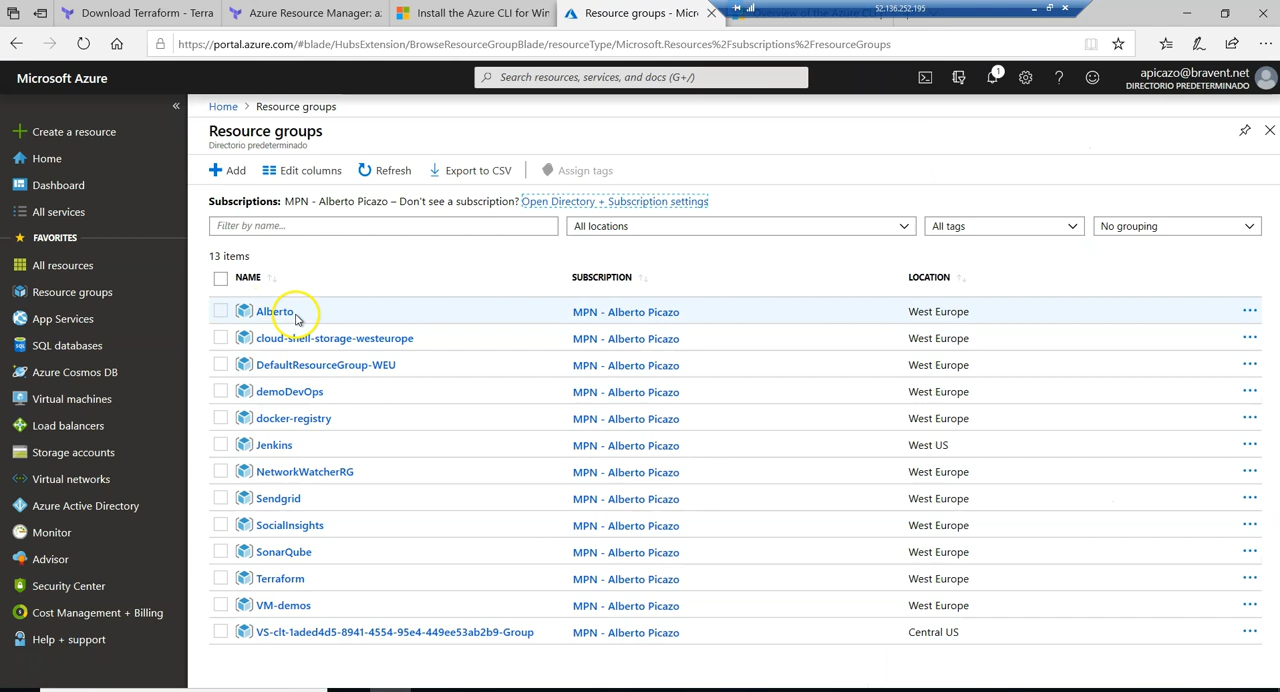 Download Terraform - Terra
Azure Resource Manager: a
Install the Azure CLI for Win
Resource groups - Micr
52.136.252.195
https://portal.azure.com/#blade/HubsExtension/BrowseResourceGroupBlade/resourceType/Microsoft.Resources%2Fsubscriptions%2FresourceGroups
Microsoft Azure
Search resources, services, and docs (G+/)
1
apicazo@bravent.net
DIRECTORIO PREDETERMINADO
Create a resource
Home
Dashboard
All services
FAVORITES
All resources
Resource groups
App Services
SQL databases
Azure Cosmos DB
Virtual machines
Load balancers
Storage accounts
Virtual networks
Azure Active Directory
Monitor
Advisor
Security Center
Cost Management + Billing
Help + support
Home > Resource groups
Resource groups
Directorio predeterminado
Add Edit columns Refresh Export to CSV Assign tags
Subscriptions: MPN - Alberto Picazo – Don't see a subscription? Open Directory + Subscription settings
Filter by name... All locations All tags No grouping
13 items
NAME SUBSCRIPTION LOCATION
Alberto MPN - Alberto Picazo West Europe
cloud-shell-storage-westeurope MPN - Alberto Picazo West Europe
DefaultResourceGroup-WEU MPN - Alberto Picazo West Europe
demoDevOps MPN - Alberto Picazo West Europe
docker-registry MPN - Alberto Picazo West Europe
Jenkins MPN - Alberto Picazo West US
NetworkWatcherRG MPN - Alberto Picazo West Europe
Sendgrid MPN - Alberto Picazo West Europe
SocialInsights MPN - Alberto Picazo West Europe
SonarQube MPN - Alberto Picazo West Europe
Terraform MPN - Alberto Picazo West Europe
VM-demos MPN - Alberto Picazo West Europe
VS-clt-1aded4d5-8941-4554-95e4-449ee53ab2b9-Group MPN - Alberto Picazo Central US